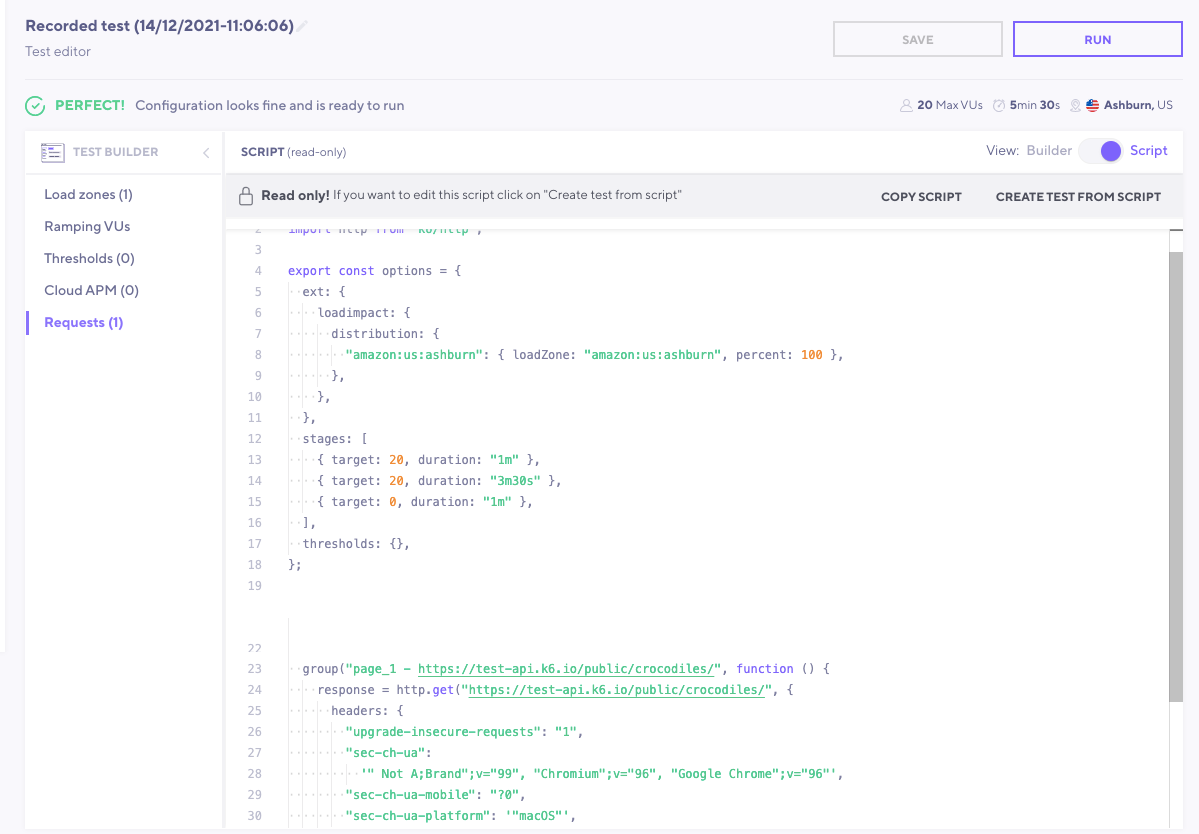 Recorded test (14/12/2021-11:06:06)
Test editor
SAVE
RUN
PERFECT! Configuration looks fine and is ready to run
20 Max VUs 5min 30s Ashburn, US
TEST BUILDER
Load zones (1)
Ramping VUs
Thresholds (0)
Cloud APM (0)
Requests (1)
SCRIPT (read-only)
View: Builder Script
Read only! If you want to edit this script click on "Create test from script"
COPY SCRIPT
CREATE TEST FROM SCRIPT
2 import http from "k6/http";
3
4 export const options = {
5 ext: {
6 loadimpact: {
7 distribution: {
8 "amazon:us:ashburn": { loadZone: "amazon:us:ashburn", percent: 100 },
9 },
10 },
11 },
12 stages: [
13 { target: 20, duration: "1m" },
14 { target: 20, duration: "3m30s" },
15 { target: 0, duration: "1m" },
16 ],
17 thresholds: {},
18 };
19
22
23 group("page_1 - https://test-api.k6.io/public/crocodiles/", function () {
24 response = http.get("https://test-api.k6.io/public/crocodiles/", {
25 headers: {
26 "upgrade-insecure-requests": "1",
27 "sec-ch-ua":
28 '" Not A;Brand";v="99", "Chromium";v="96", "Google Chrome";v="96"',
29 "sec-ch-ua-mobile": "?0",
30 "sec-ch-ua-platform": '"macOS"',